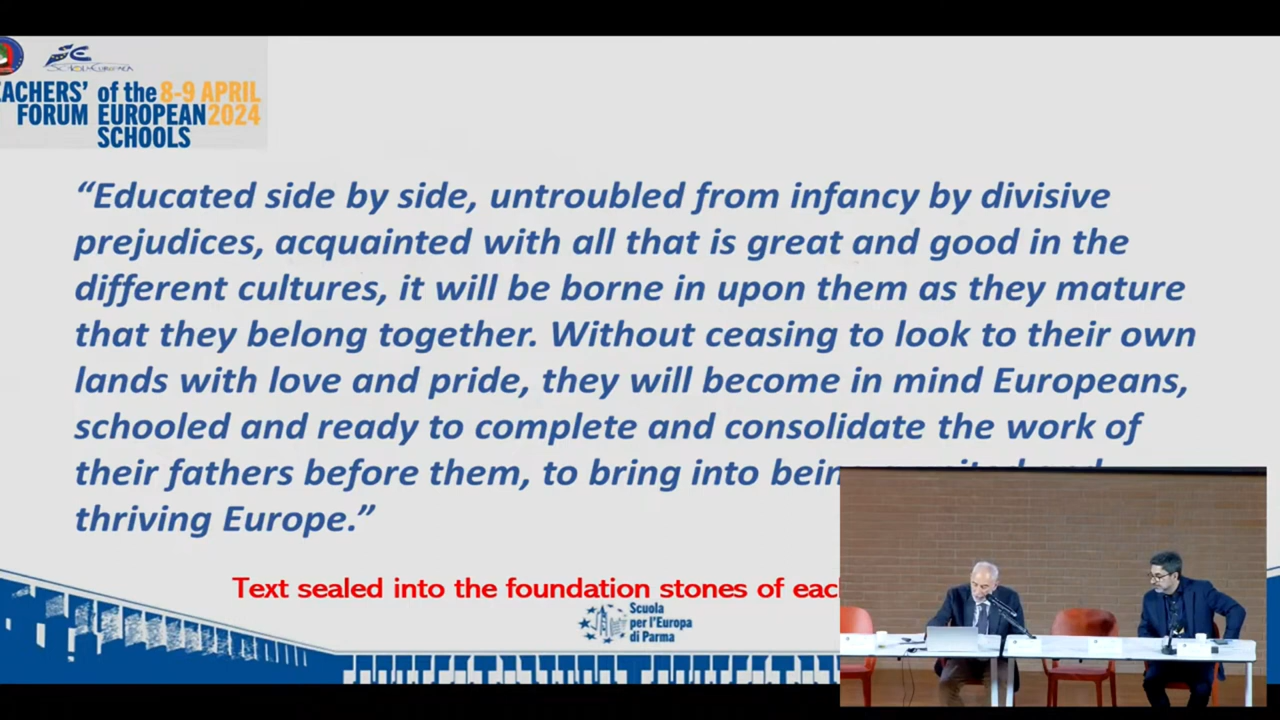 EACHERS' of the 8-9 APRIL
FORUM EUROPEAN 2024
SCHOOLS
“Educated side by side, untroubled from infancy by divisive
prejudices, acquainted with all that is great and good in the
different cultures, it will be borne in upon them as they mature
that they belong together. Without ceasing to look to their own
lands with love and pride, they will become in mind Europeans,
schooled and ready to complete and consolidate the work of
their fathers before them, to bring into bein
thriving Europe.”
Text sealed into the foundation stones of eac
Scuola
per l'Europa
di Parma